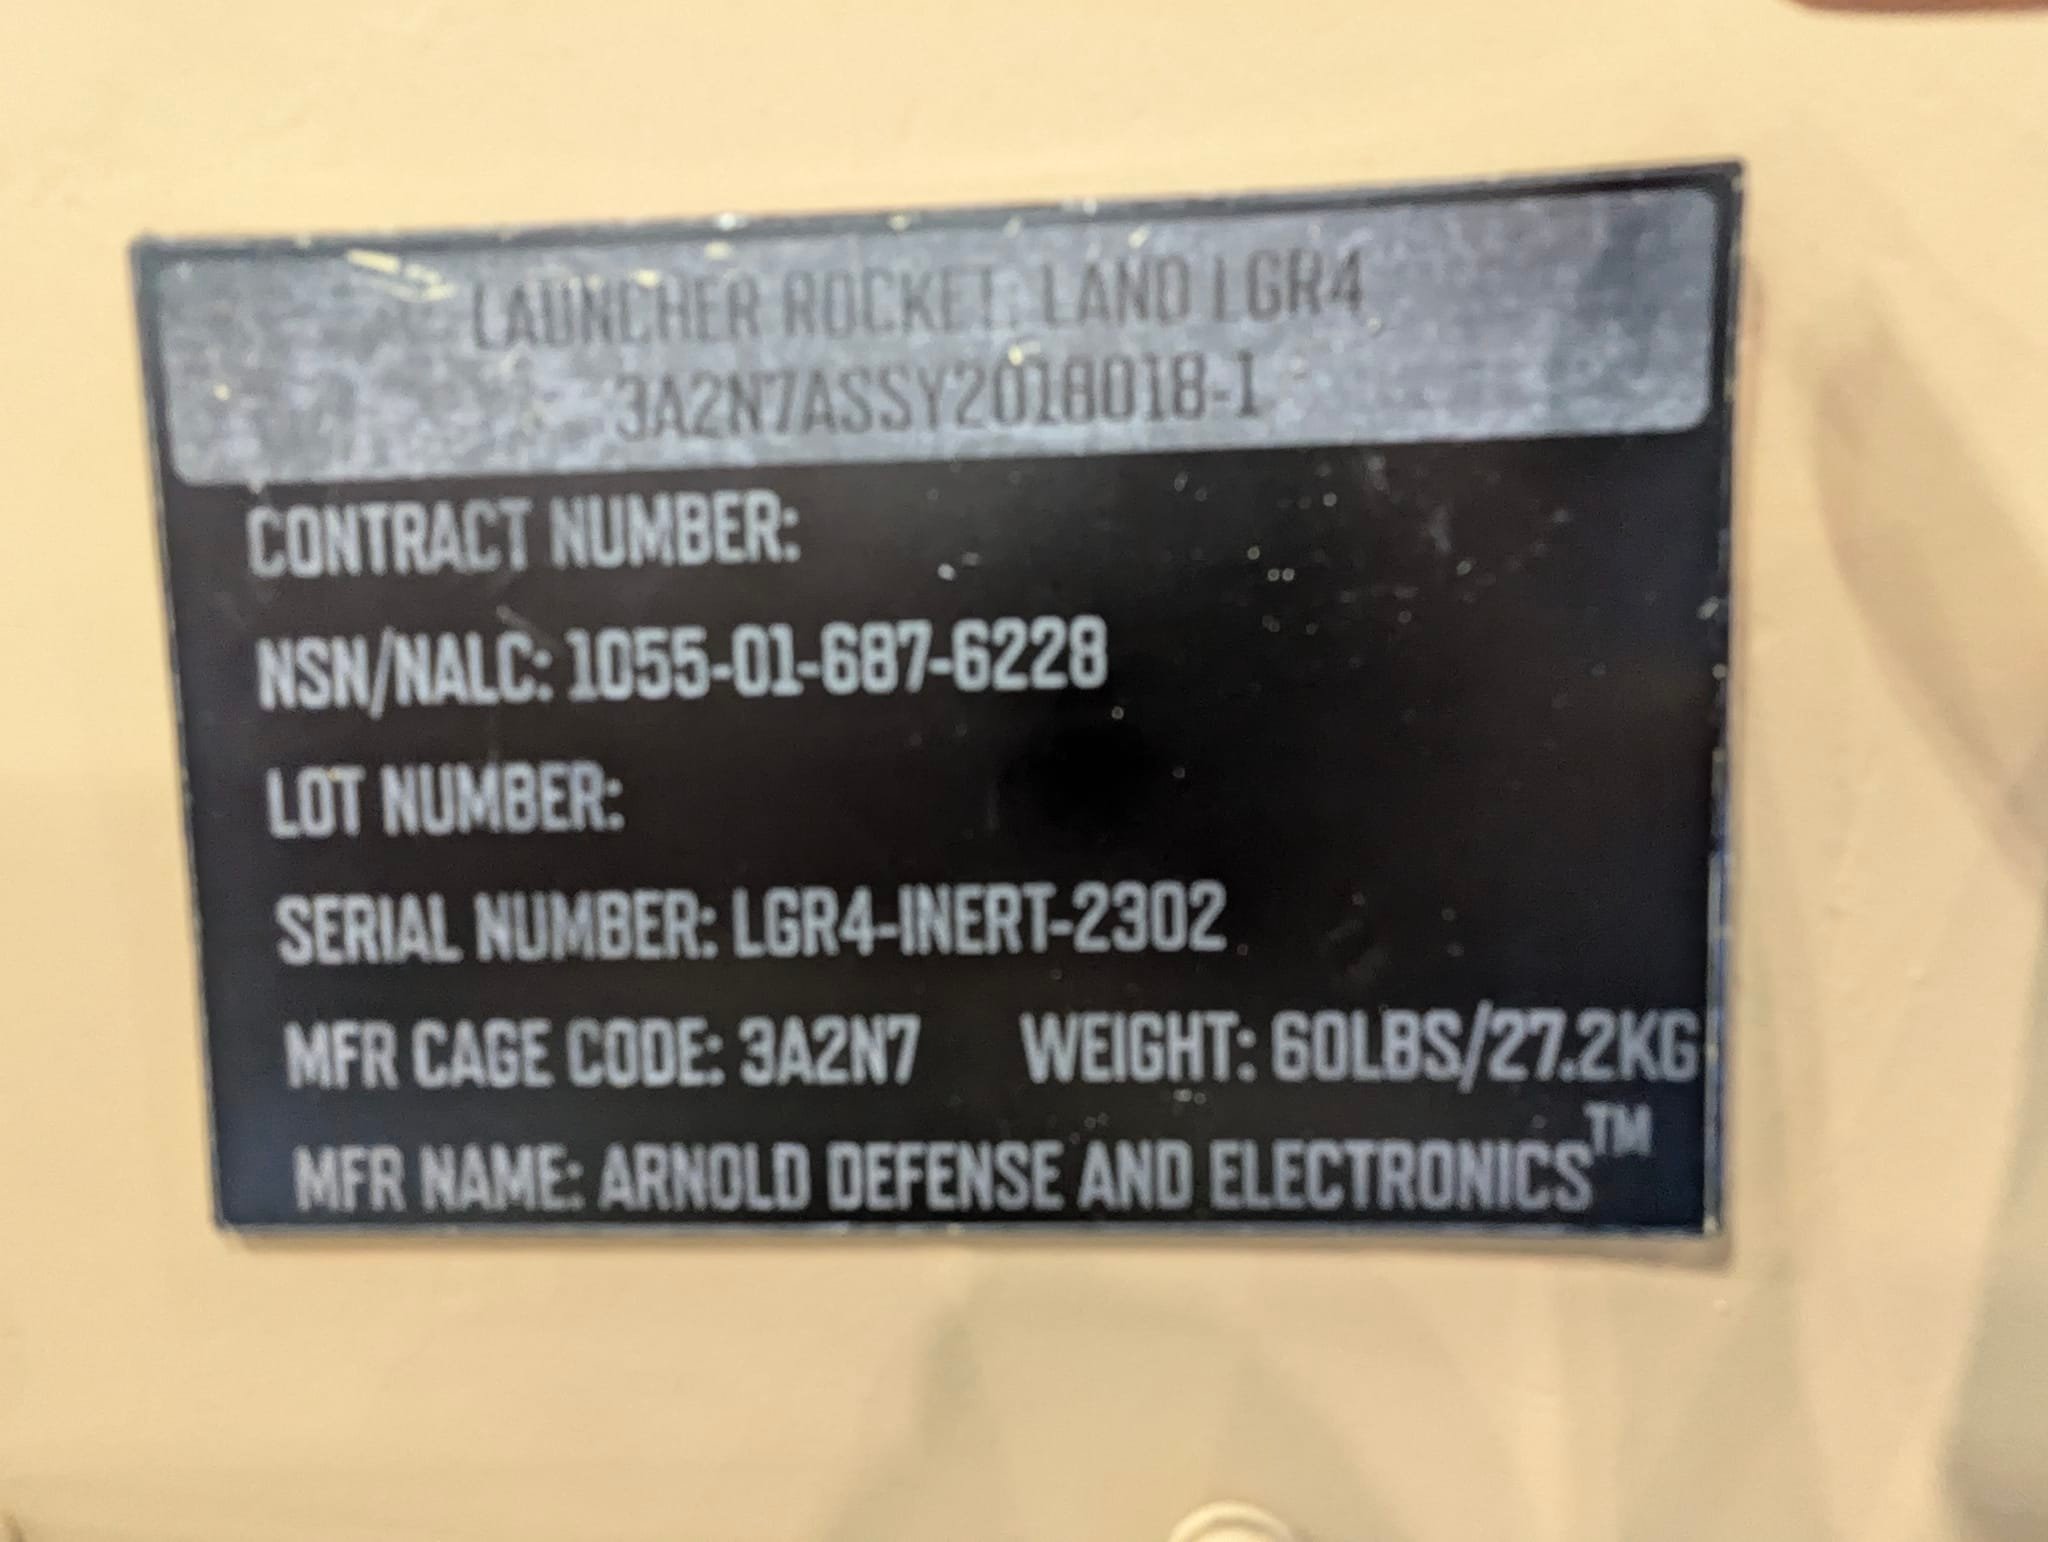 LAUNCHER ROCKET, LAND LGR4
3A2N7ASSY2018018-1
CONTRACT NUMBER:
NSN/NALC: 1055-01-687-6228
LOT NUMBER:
SERIAL NUMBER: LGR4-INERT-2302
MFR CAGE CODE: 3A2N7 WEIGHT: 60LBS/27.2KG
MFR NAME: ARNOLD DEFENSE AND ELECTRONICS™